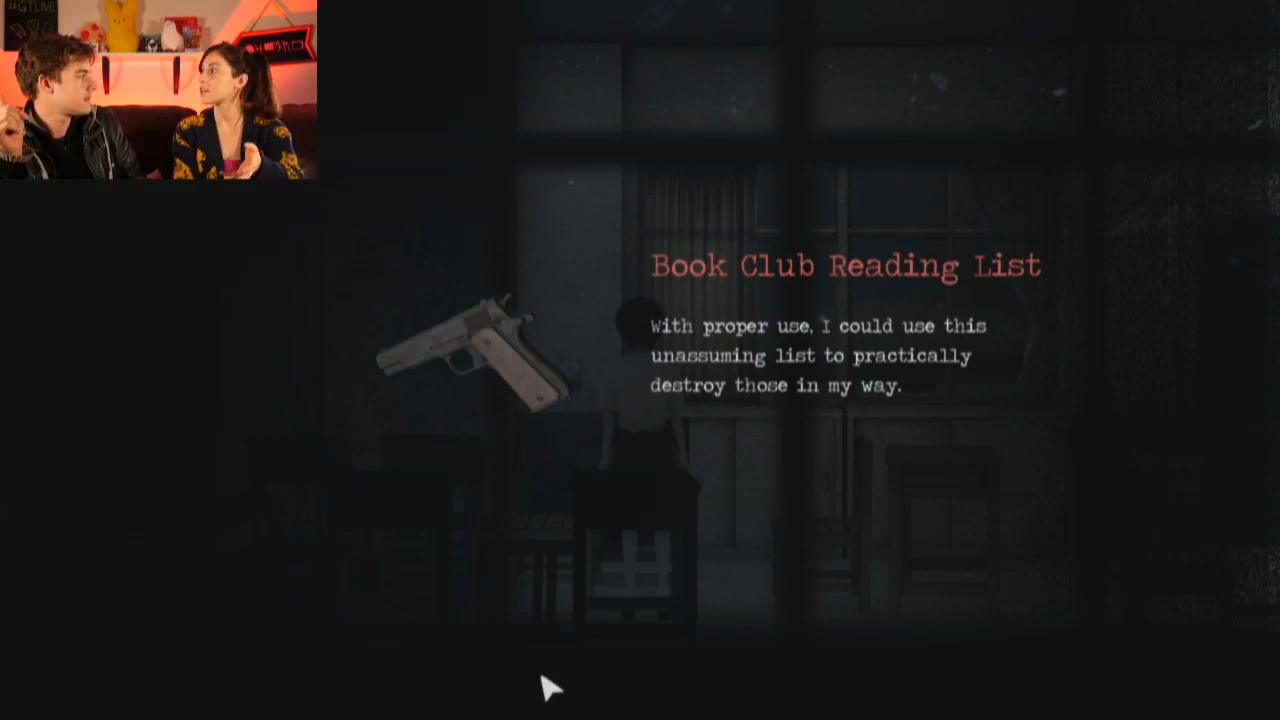 #GTLIVE
Book Club Reading List
With proper use, I could use this
unassuming list to practically
destroy those in my way.